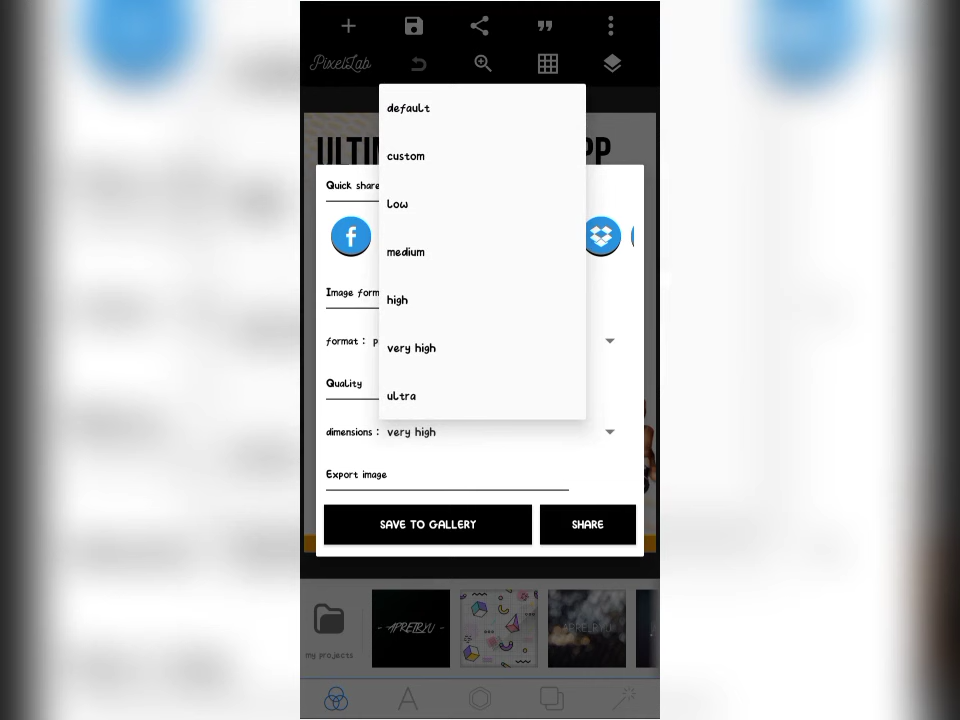 PixelLab
default
custom
Quick share
low
medium
Image form
high
format : p
very high
Quality
ultra
dimensions : very high
Export image
SAVE TO GALLERY
SHARE
my projects